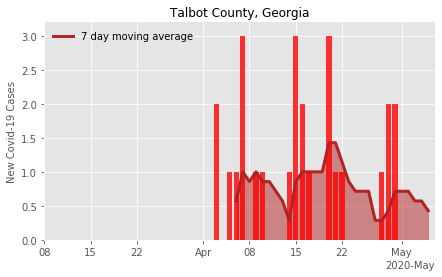 Talbot County, Georgia
7 day moving average
New Covid-19 Cases
3.0
2.5
2.0
1.5
1.0
0.5
0.0
08 15 22 Apr 08 15 22 May
2020-May